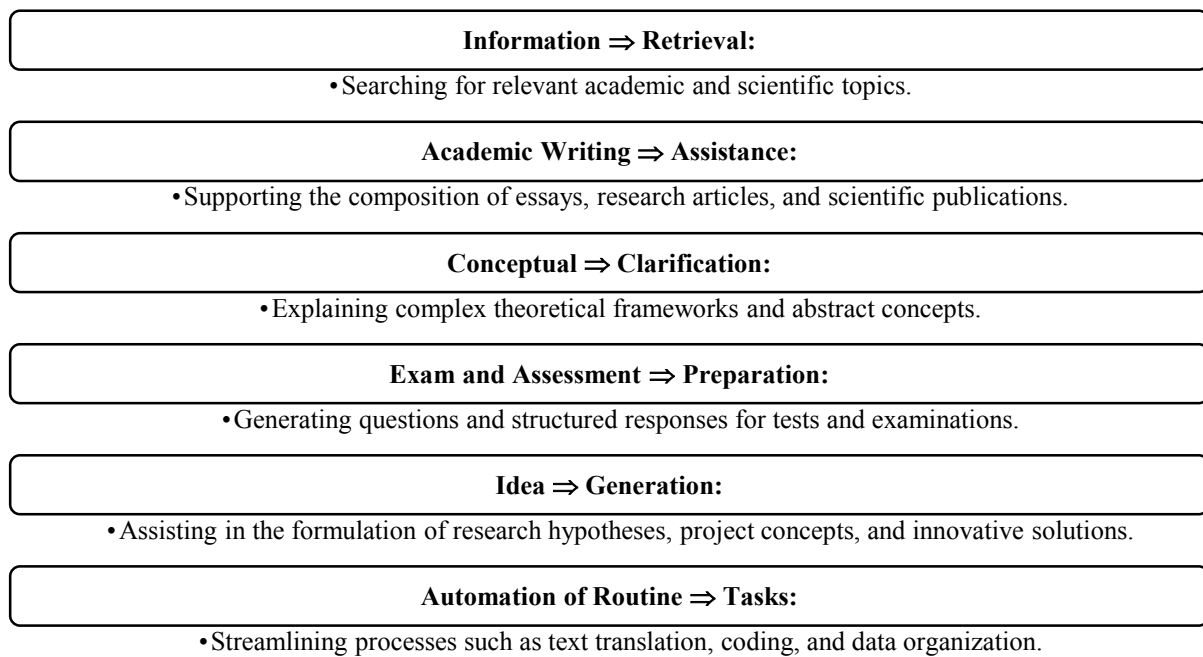 Information ⇒ Retrieval:
•Searching for relevant academic and scientific topics.
Academic Writing ⇒ Assistance:
•Supporting the composition of essays, research articles, and scientific publications.
Conceptual ⇒ Clarification:
•Explaining complex theoretical frameworks and abstract concepts.
Exam and Assessment ⇒ Preparation:
•Generating questions and structured responses for tests and examinations.
Idea ⇒ Generation:
•Assisting in the formulation of research hypotheses, project concepts, and innovative solutions.
Automation of Routine ⇒ Tasks:
•Streamlining processes such as text translation, coding, and data organization.